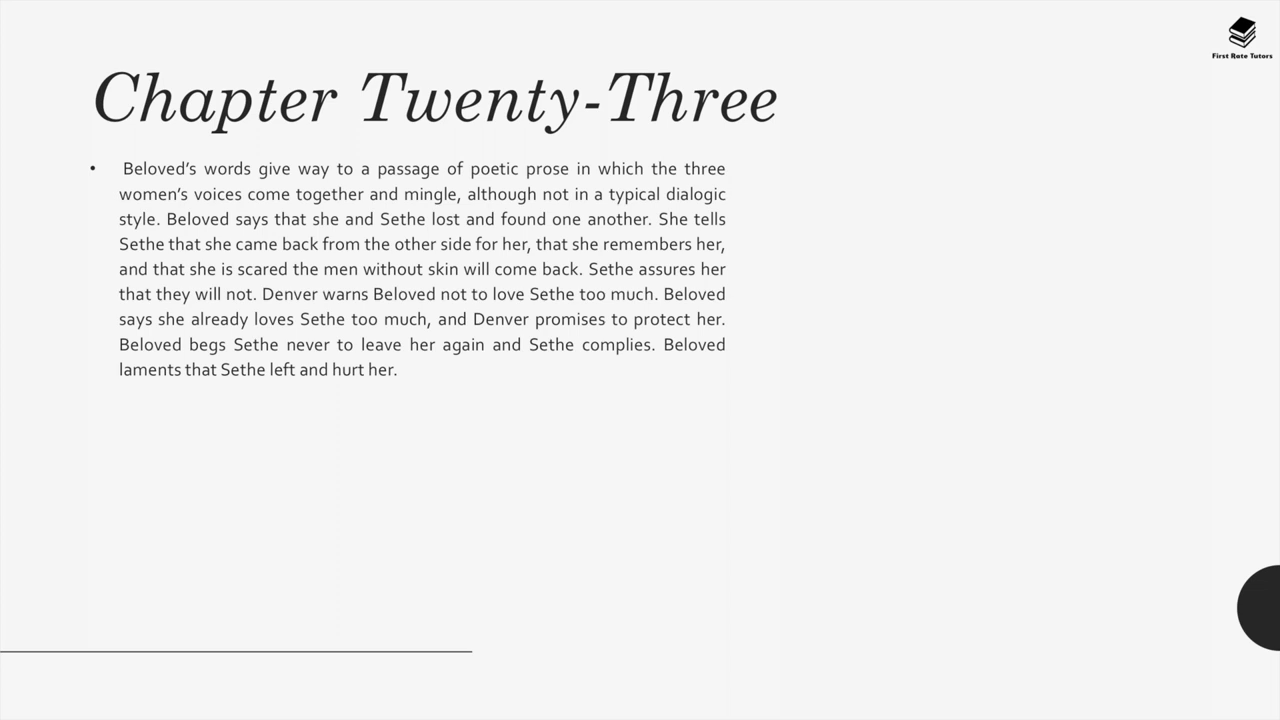 First Rate Tutors
Chapter Twenty-Three
• Beloved’s words give way to a passage of poetic prose in which the three
women’s voices come together and mingle, although not in a typical dialogic
style. Beloved says that she and Sethe lost and found one another. She tells
Sethe that she came back from the other side for her, that she remembers her,
and that she is scared the men without skin will come back. Sethe assures her
that they will not. Denver warns Beloved not to love Sethe too much. Beloved
says she already loves Sethe too much, and Denver promises to protect her.
Beloved begs Sethe never to leave her again and Sethe complies. Beloved
laments that Sethe left and hurt her.